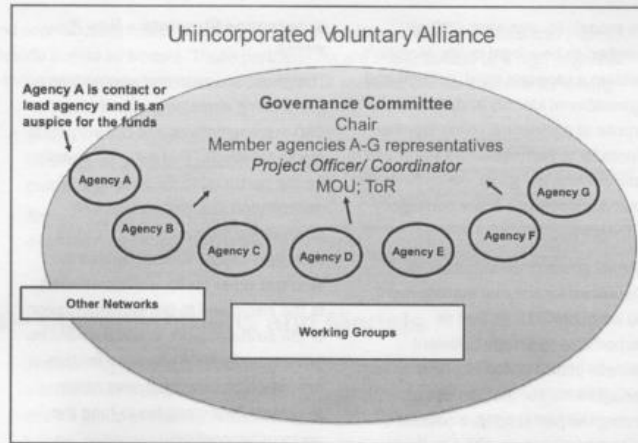 Unincorporated Voluntary Alliance
Agency A is contact or
lead agency and is an
auspice for the funds
Governance Committee
Chair
Member agencies A-G representatives
Project Officer/ Coordinator
MOU; ToR
Agency A
Agency B
Agency C
Agency D
Agency E
Agency F
Agency G
Other Networks
Working Groups